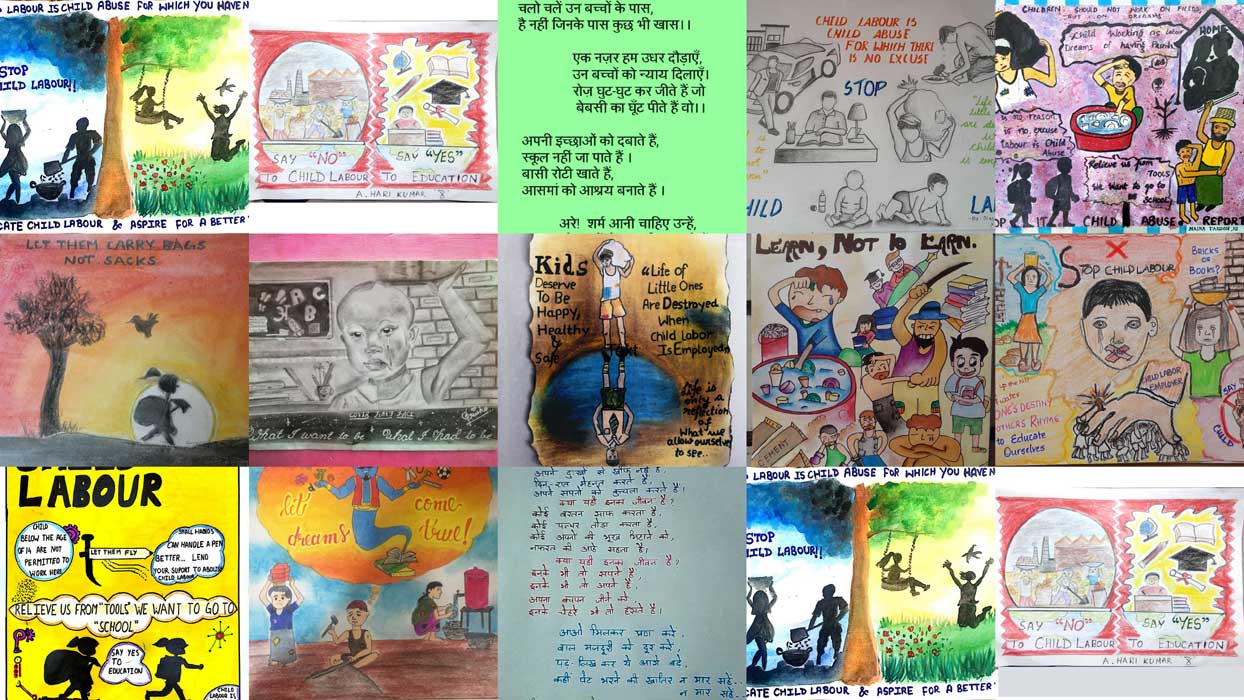 LABOUR IS CHILD ABUSE FOR WHICH YOU HAVEN
STOP
HILD LABOUR!!
CATE CHILD LABOUR & ASPIRE FOR A BETTER
SAY "NO"
TO CHILD LABOUR
SAY "YES"
TO EDUCATION
A. HARI KUMAR '8'
चलो चलें उन बच्चों के पास,
है नहीं जिनके पास कुछ भी खास।।
एक नज़र हम उधर दौड़ाएँ,
उन बच्चों को न्याय दिलाएँ।
रोज़ घुट-घुट कर जीते हैं जो
बेबसी का घूँट पीते हैं वो।।
अपनी इच्छाओं को दबाते हैं,
स्कूल नहीं जा पाते हैं ।
बासी रोटी खाते हैं,
आसमां को आश्रय बनाते हैं ।
अरे! शर्म आनी चाहिए उन्हें,
CHILD LABOUR IS
CHILD ABUSE
FOR WHICH THERE
IS NO EXCUSE
STOP
"Life
little
are
child
is em
HILD
LA
CHILDREN SHOULD NOT WORK ON FIELDS,
BUT ON DREAMS
Child Working as labor
Dreams of having
HOME
is no reason
is no excuse
labour is Child
Abuse
Relieve us from
TOOLS
We want to go to
School
OP IT
CHILD ABUSE
REPORT
LET THEM CARRY BAGS
NOT SACKS
What I want to be
What I had to be
Kids
Deserve
To Be
Happy,
Healthy
&
Safe
"Life of
Little Ones
Are Destroyed
When
Child Labor
Is Employed"
Life is
only a
reflection
of
What we
allow ourselves
to see..
LEARN, NOT TO EARN.
CEMENT
STOP CHILD LABOUR
BRICKS
OR
BOOKS?
CHILD LABOR
EMPLOYER
ONE'S DESTINY
OTHERS RHYME
to Educate
Ourselves
SAY
CHILD
LABOUR
CHILD
BELOW THE AGE
OF 14 ARE NOT
PERMITTED TO
WORK HERE
LET THEM FLY
SMALL HANDS
CAN HANDLE A PEN
BETTER... LEND
YOUR SUPORT TO ABOLISH
CHILD LABOUR
RELIEVE US FROM "TOOLS" WE WANT TO GO TO
"SCHOOL"
SAY YES
TO
EDUCATION
CHILD
LABOUR IS
let
dreams
come-
true!
दिन-रात मेहनत करते हैं,
अपने सपनों को कुचला करते हैं।
क्या यही इनका जीवन है?
कोई बरतन साफ करता है,
कोई पत्थर तोड़ा करता है,
कोई अपनों की भूख मिटाने को,
क्या यही इनका जीवन है?
इनके भी तो सपने हैं,
इनके भी तो अपने हैं,
अपना बचपन जीने को
इनके चेहरे भी तो हँसते हैं।
आओ मिलकर प्रण करें,
बाल मजदूरी को दूर करें,
पढ़-लिख कर ये आगे बढ़ें,
कहीं पेट भरने की खातिर न मार सहें..
न मार सहें..
LABOUR IS CHILD ABUSE FOR WHICH YOU HAVEN
STOP
HILD LABOUR!!
CATE CHILD LABOUR & ASPIRE FOR A BETTER
SAY "NO"
TO CHILD LABOUR
SAY "YES"
TO EDUCATION
A. HARI KUMAR '8'